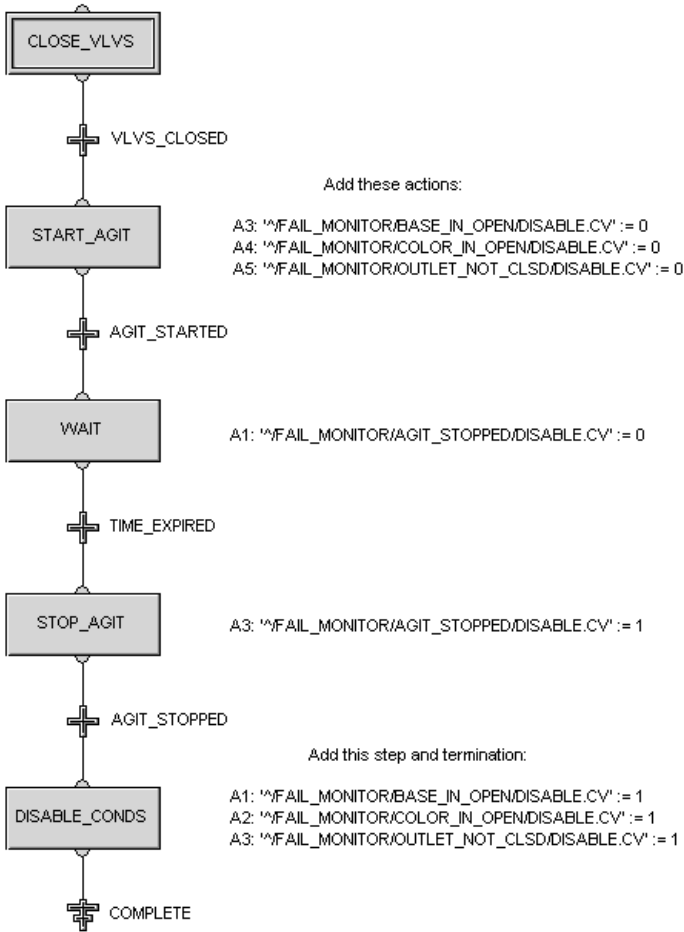 CLOSE_VLVS
VLVS_CLOSED
Add these actions:
START_AGIT
A3: '^/FAIL_MONITOR/BASE_IN_OPEN/DISABLE.CV' := 0
A4: '^/FAIL_MONITOR/COLOR_IN_OPEN/DISABLE.CV' := 0
A5: '^/FAIL_MONITOR/OUTLET_NOT_CLSD/DISABLE.CV' := 0
AGIT_STARTED
WAIT
A1: '^/FAIL_MONITOR/AGIT_STOPPED/DISABLE.CV' := 0
TIME_EXPIRED
STOP_AGIT
A3: '^/FAIL_MONITOR/AGIT_STOPPED/DISABLE.CV' := 1
AGIT_STOPPED
Add this step and termination:
DISABLE_CONDS
A1: '^/FAIL_MONITOR/BASE_IN_OPEN/DISABLE.CV' := 1
A2: '^/FAIL_MONITOR/COLOR_IN_OPEN/DISABLE.CV' := 1
A3: '^/FAIL_MONITOR/OUTLET_NOT_CLSD/DISABLE.CV' := 1
COMPLETE